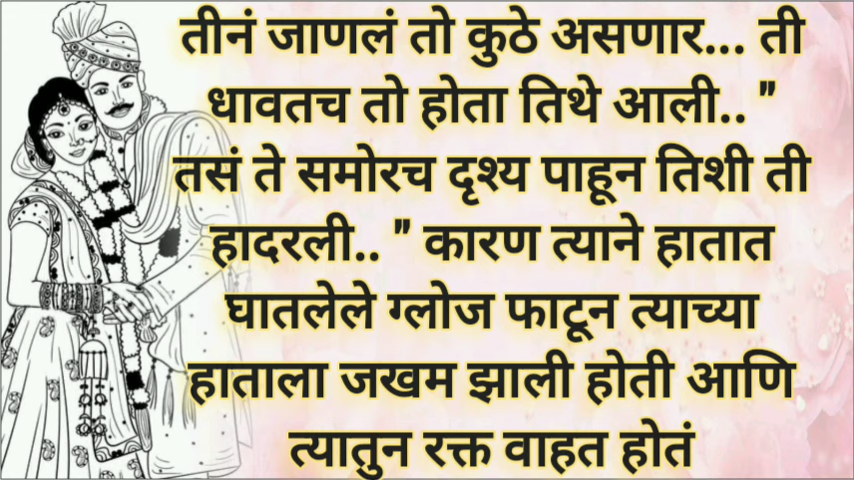 तीनं जाणलं तो कुठे असणार... ती
धावतच तो होता तिथे आली.. "
तसं ते समोरच दृश्य पाहून तिशी ती
हादरली.. " कारण त्याने हातात
घातलेले ग्लोज फाटून त्याच्या
हाताला जखम झाली होती आणि
त्यातुन रक्त वाहत होतं